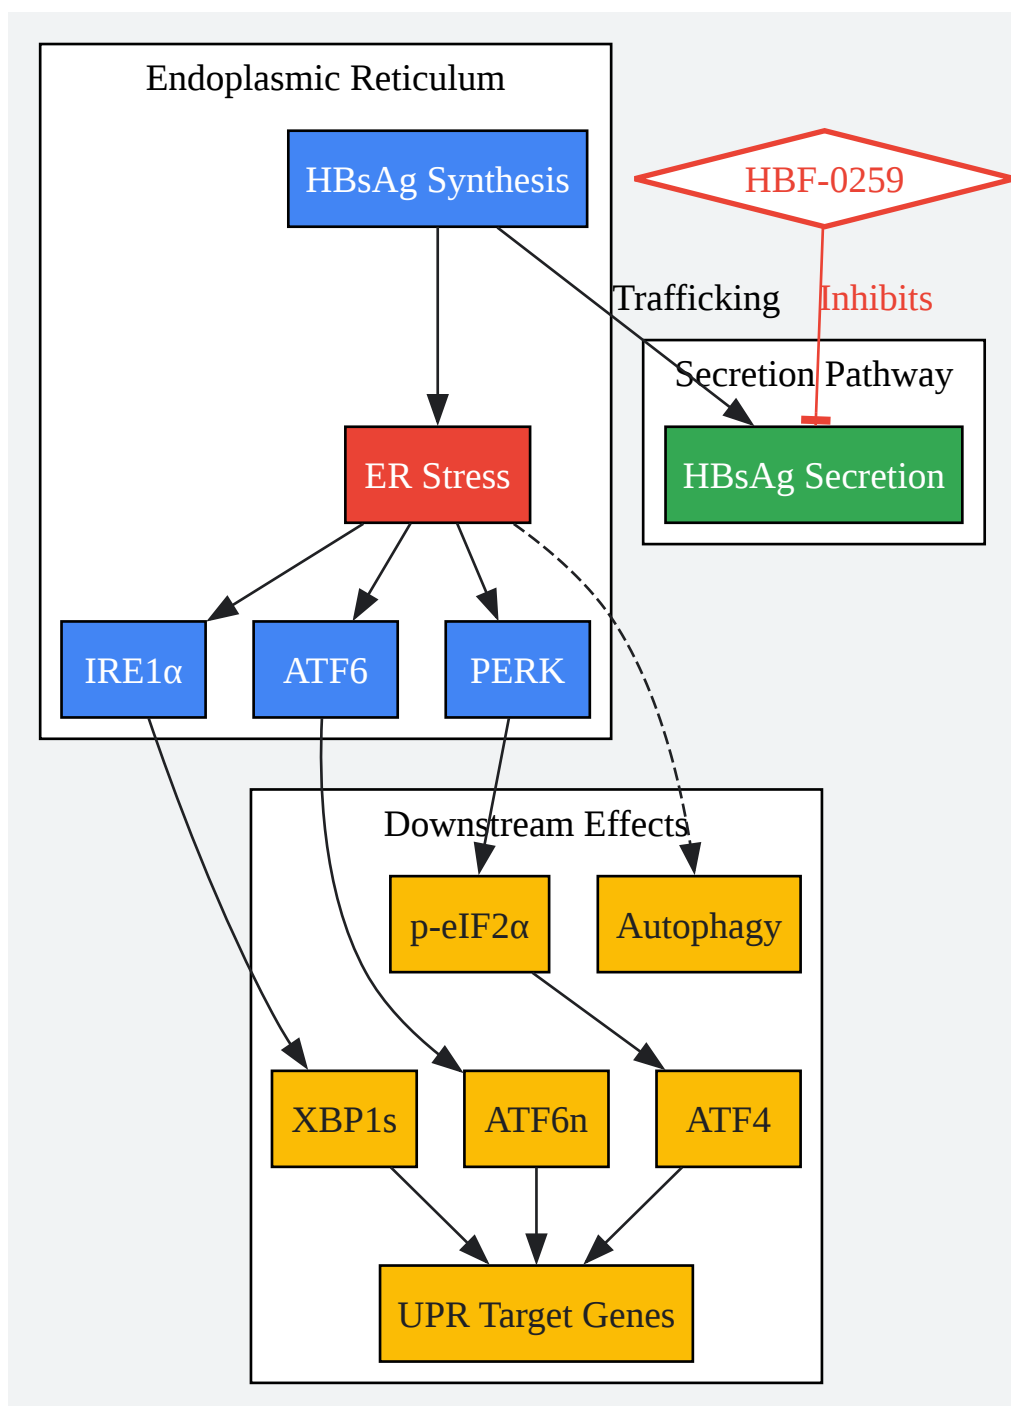 Endoplasmic Reticulum
HBsAg Synthesis
HBF-0259
Trafficking
Inhibits
Secretion Pathway
ER Stress
HBsAg Secretion
IRE1α
ATF6
PERK
Downstream Effects
p-eIF2α
Autophagy
XBP1s
ATF6n
ATF4
UPR Target Genes